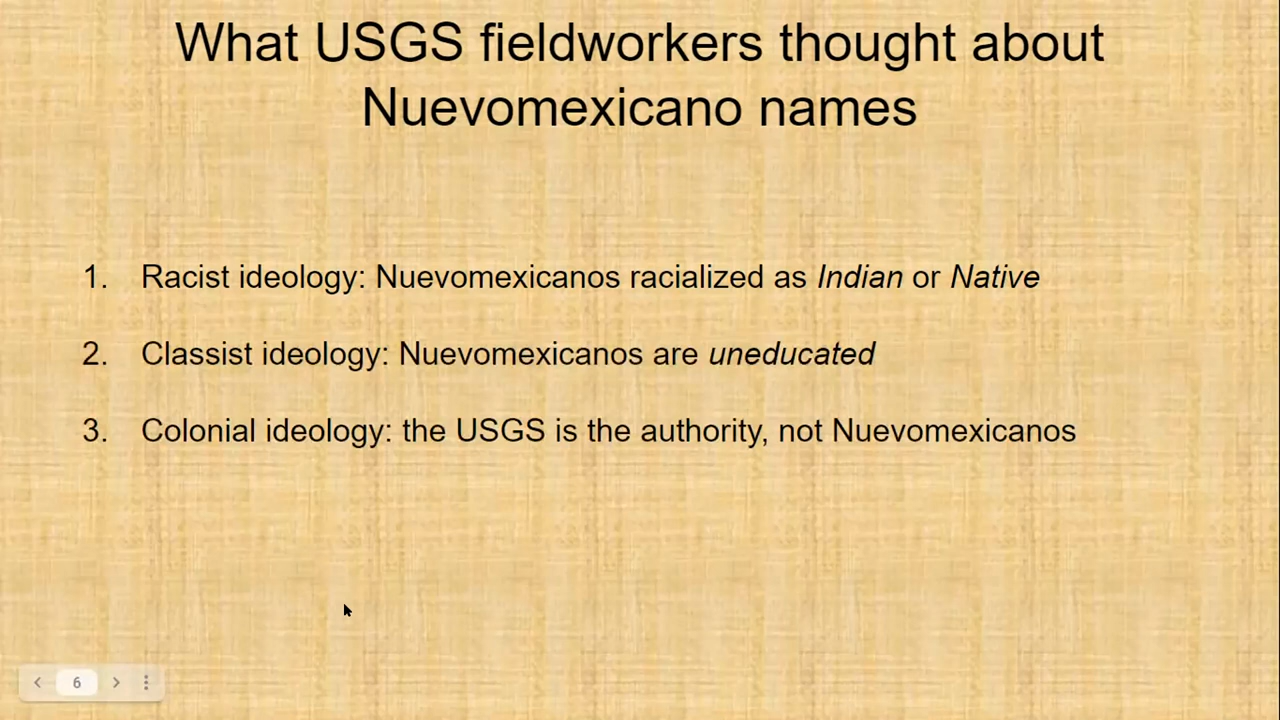 What USGS fieldworkers thought about
Nuevomexicano names
1. Racist ideology: Nuevomexicanos racialized as Indian or Native
2. Classist ideology: Nuevomexicanos are uneducated
3. Colonial ideology: the USGS is the authority, not Nuevomexicanos
6